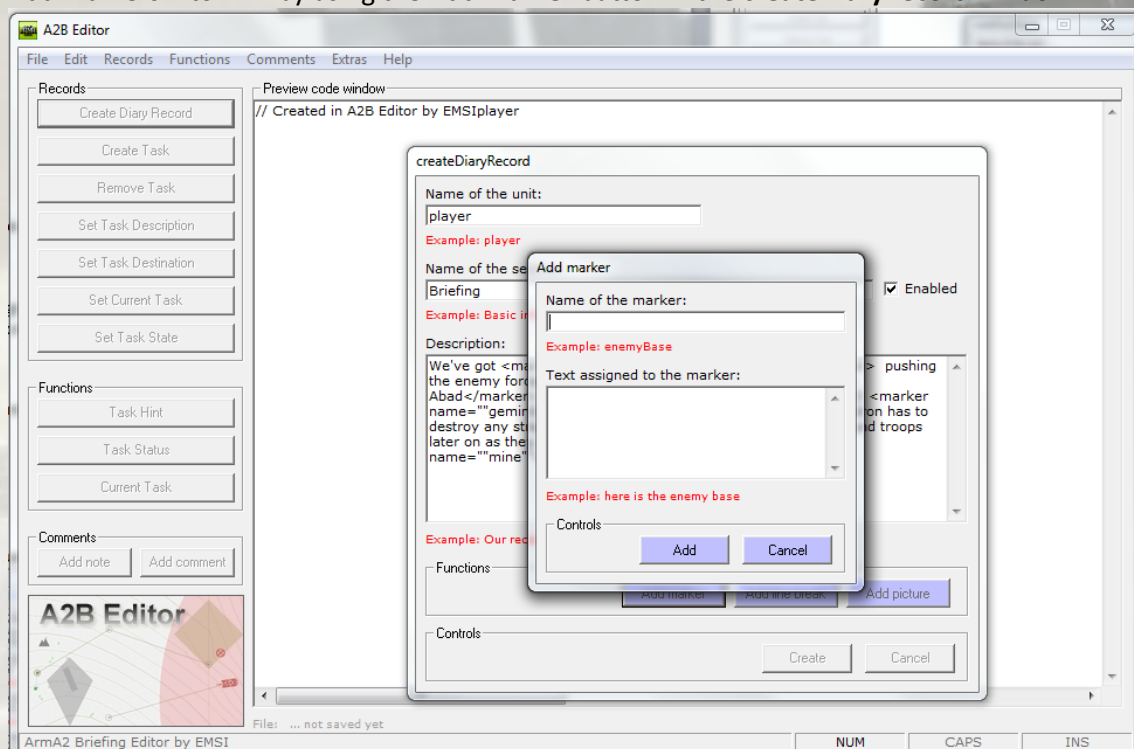 A2B Editor
File Edit Records Functions Comments Extras Help
Records
Create Diary Record
Create Task
Remove Task
Set Task Description
Set Task Destination
Set Current Task
Set Task State
Functions
Task Hint
Task Status
Current Task
Comments
Add note Add comment
A2B Editor
Preview code window
// Created in A2B Editor by EMSIplayer
createDiaryRecord
Name of the unit:
player
Example: player
Name of the se
Briefing
Enabled
Example: Basic in
Description:
We've got <ma > pushing
the enemy forc
Abad</marker <marker
name=""gemin on has to
destroy any st d troops
later on as the
name=""mine"
Example: Our rec
Functions
Add marker Add line break Add picture
Controls
Create Cancel
Add marker
Name of the marker:
Example: enemyBase
Text assigned to the marker:
Example: here is the enemy base
Controls
Add Cancel
File: ... not saved yet
ArmA2 Briefing Editor by EMSI NUM CAPS INS